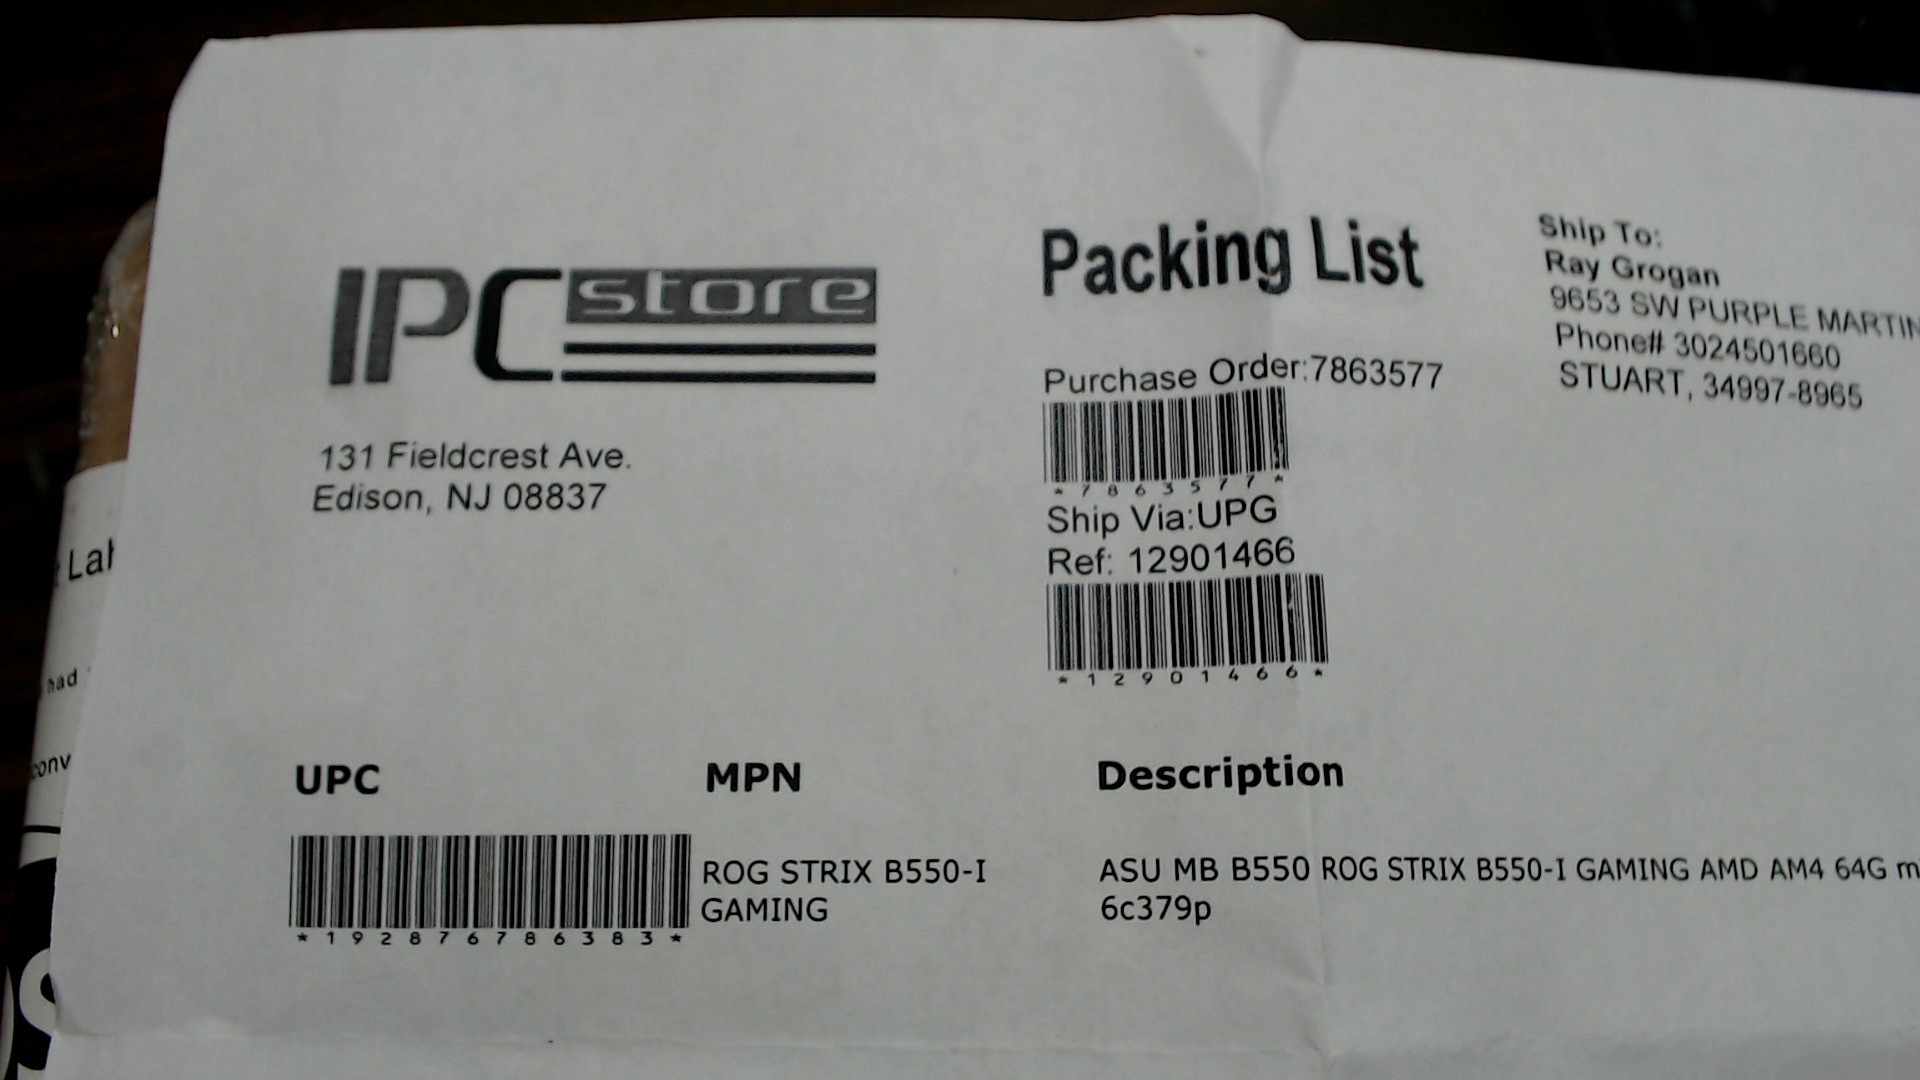 IPC store
131 Fieldcrest Ave.
Edison, NJ 08837
Packing List
Purchase Order:7863577
*7863577*
Ship Via:UPG
Ref: 12901466
*12901466*
Ship To:
Ray Grogan
9653 SW PURPLE MARTIN
Phone# 3024501660
STUART, 34997-8965
UPC
MPN
Description
*192876786383*
ROG STRIX B550-I
GAMING
ASU MB B550 ROG STRIX B550-I GAMING AMD AM4 64G m
6c379p
had
conv